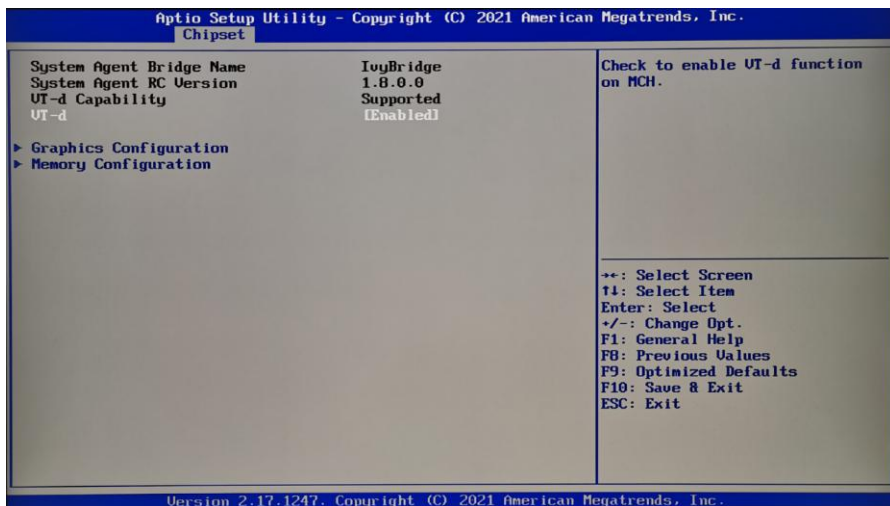 Aptio Setup Utility - Copyright (C) 2021 American Megatrends, Inc.
Chipset
System Agent Bridge Name IvyBridge
System Agent RC Version 1.8.0.0
VT-d Capability Supported
VT-d [Enabled]
▶ Graphics Configuration
▶ Memory Configuration
Check to enable VT-d function
on MCH.
→←: Select Screen
↑↓: Select Item
Enter: Select
+/-: Change Opt.
F1: General Help
F8: Previous Values
F9: Optimized Defaults
F10: Save & Exit
ESC: Exit
Version 2.17.1247. Copyright (C) 2021 American Megatrends, Inc.